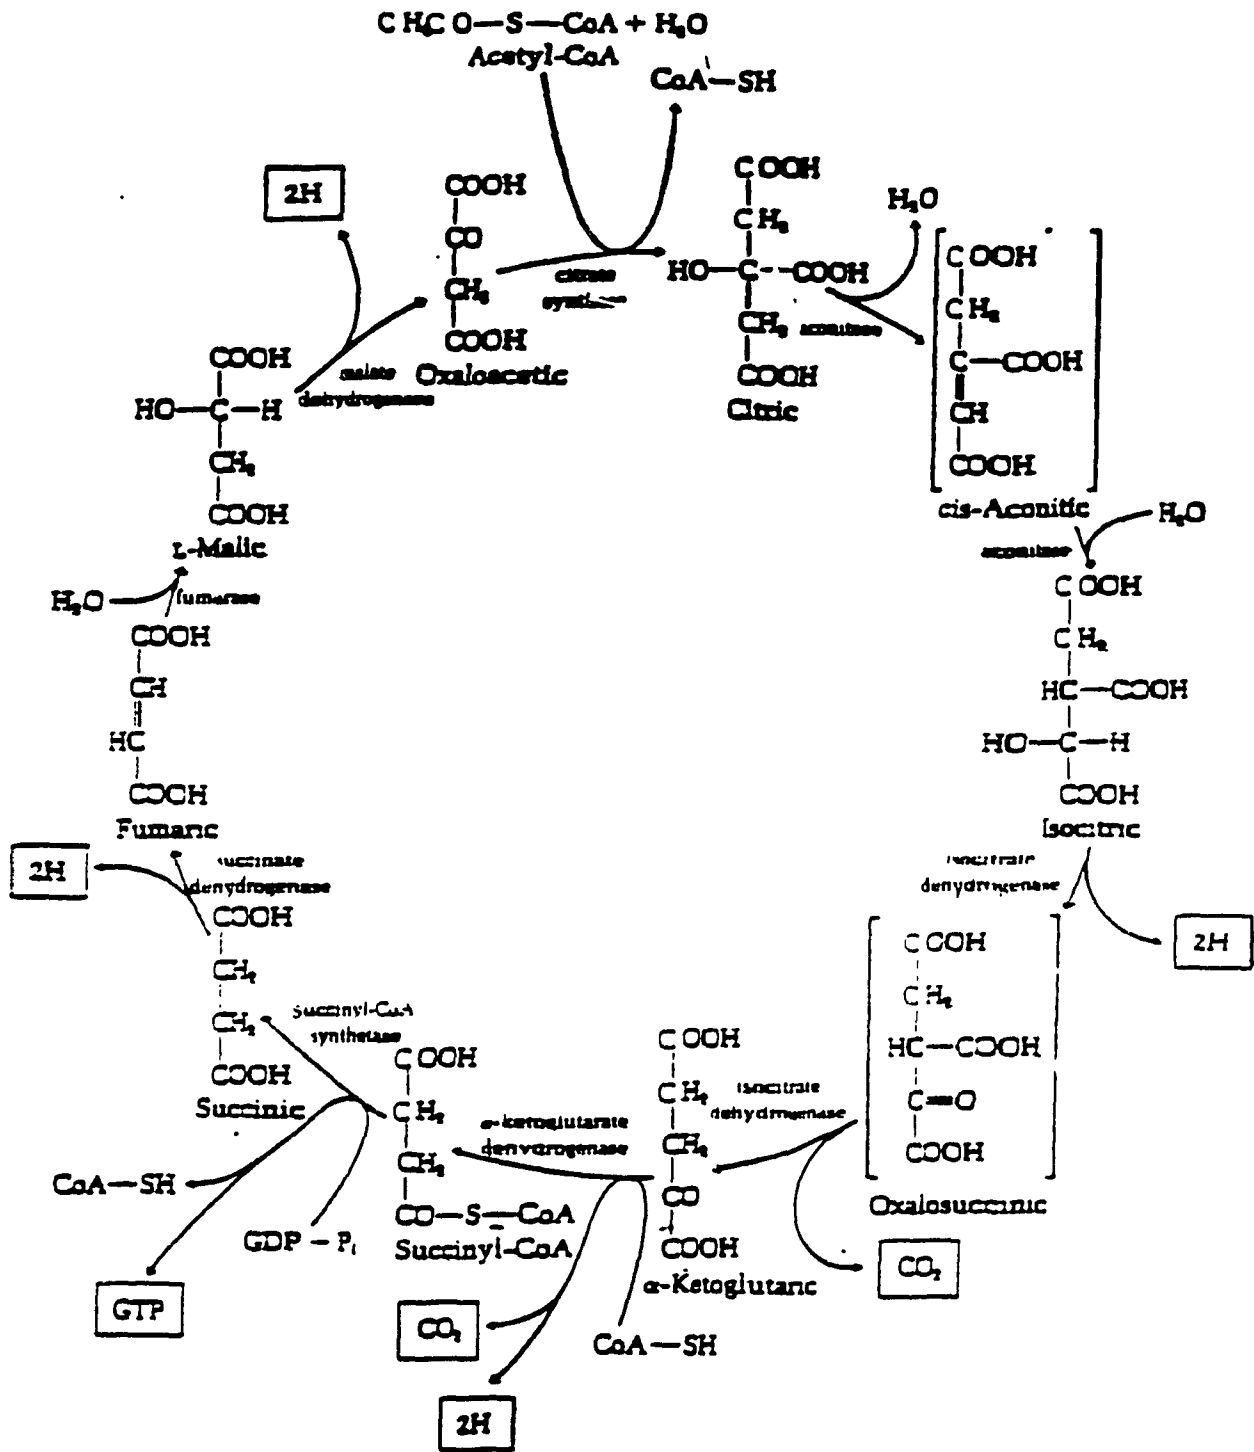 CH₃CO—S—CoA + H₂O
Acetyl-CoA
CoA—SH
2H
COOH
CO
CH₂
COOH
Oxaloacetic
citrate
COOH
CH₂
HO—C—COOH
CH₂
COOH
Citric
H₂O
aconitase
COOH
CH₂
C—COOH
CH
COOH
cis-Aconitic
H₂O
aconitase
COOH
CH₂
HC—COOH
HO—C—H
COOH
Isocitric
isocitrate
dehydrogenase
2H
COOH
CH₂
HC—COOH
C=O
COOH
Oxalosuccinic
isocitrate
dehydrogenase
CO₂
COOH
CH₂
CH₂
CO
COOH
α-Ketoglutaric
α-ketoglutarate
dehydrogenase
CoA—SH
CO₂
2H
COOH
CH₂
CH₂
CO—S—CoA
Succinyl-CoA
Succinyl-CoA
synthetase
GDP – Pᵢ
CoA—SH
GTP
COOH
CH₂
CH₂
COOH
Succinic
succinate
dehydrogenase
2H
COOH
CH
HC
COOH
Fumaric
H₂O
fumarase
COOH
HO—C—H
CH₂
COOH
L-Malic
malate
dehydrogenase